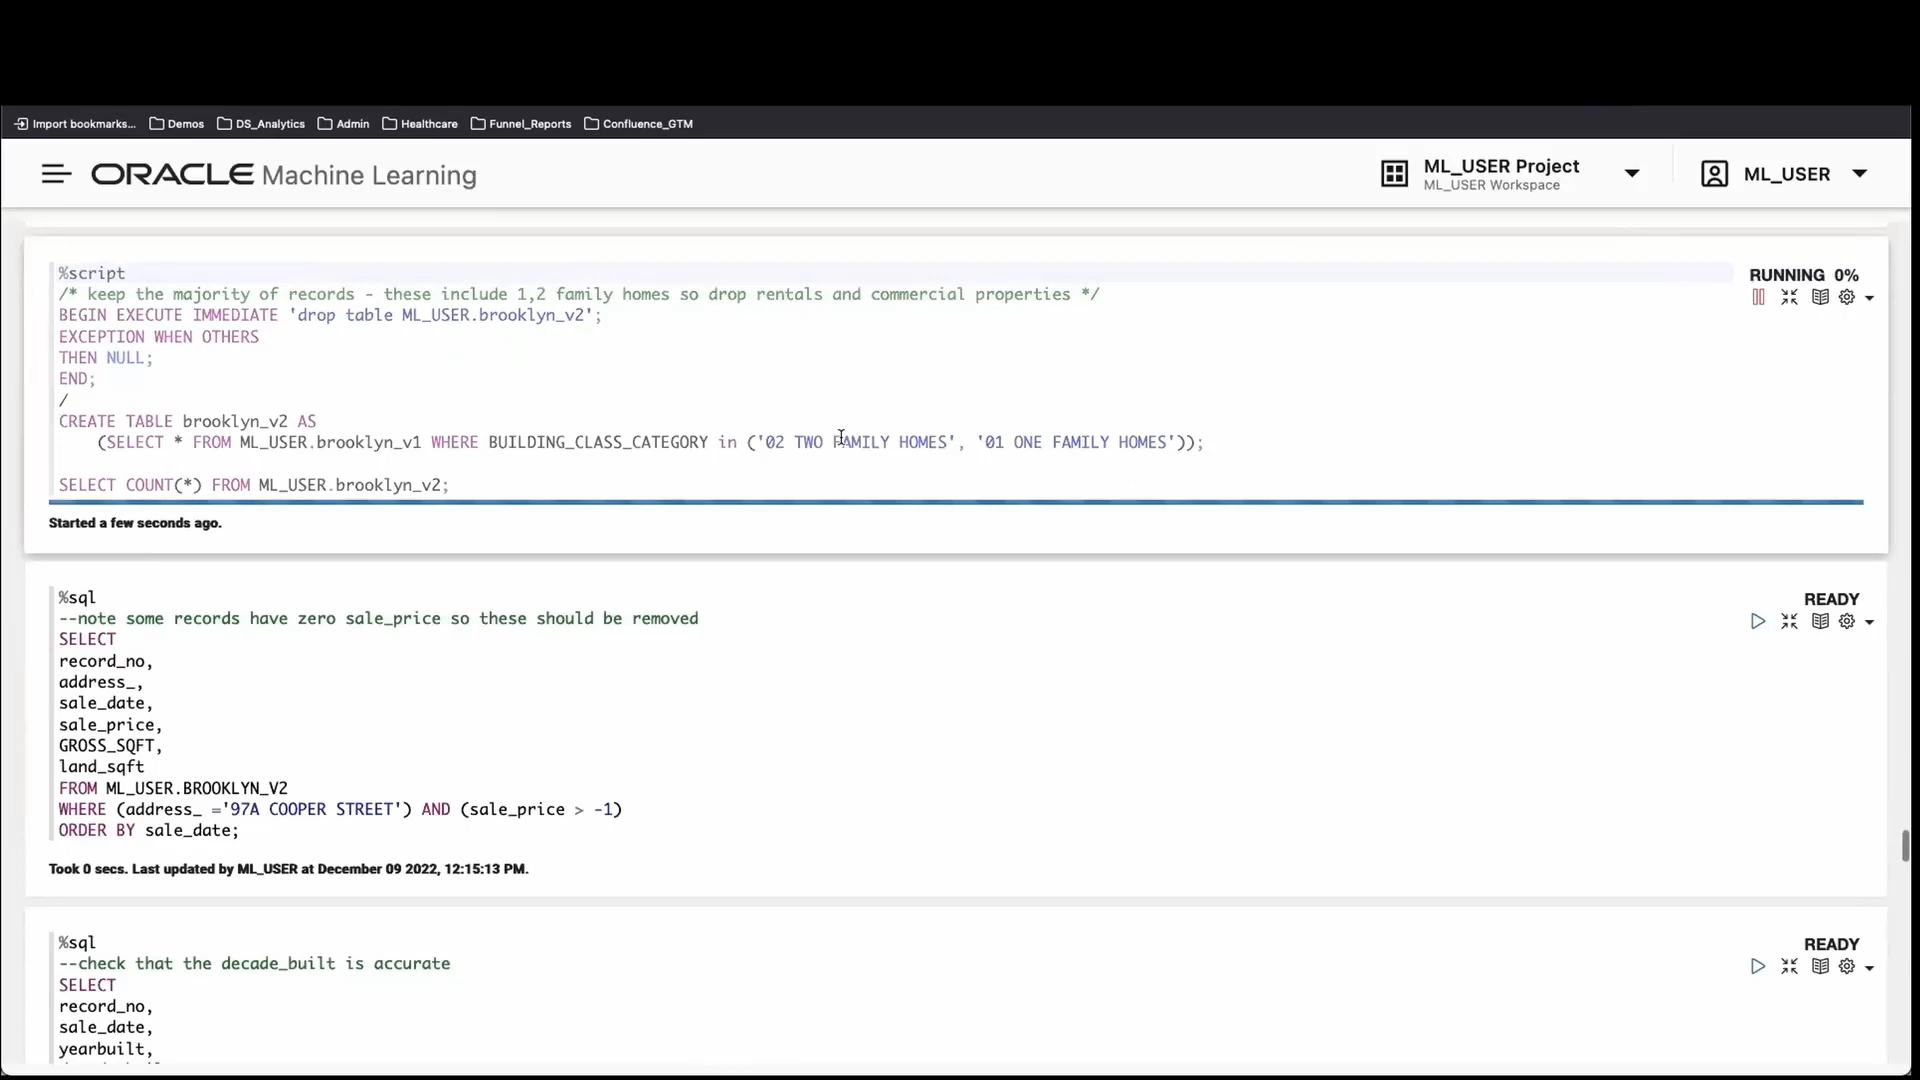 Import bookmarks... Demos DS_Analytics Admin Healthcare Funnel_Reports Confluence_GTM
ORACLE Machine Learning
ML_USER Project
ML_USER Workspace
ML_USER
%script
/* keep the majority of records - these include 1,2 family homes so drop rentals and commercial properties */
BEGIN EXECUTE IMMEDIATE 'drop table ML_USER.brooklyn_v2';
EXCEPTION WHEN OTHERS
THEN NULL;
END;
/
CREATE TABLE brooklyn_v2 AS
(SELECT * FROM ML_USER.brooklyn_v1 WHERE BUILDING_CLASS_CATEGORY in ('02 TWO FAMILY HOMES', '01 ONE FAMILY HOMES'));
SELECT COUNT(*) FROM ML_USER.brooklyn_v2;
RUNNING 0%
Started a few seconds ago.
%sql
--note some records have zero sale_price so these should be removed
SELECT
record_no,
address_,
sale_date,
sale_price,
GROSS_SQFT,
land_sqft
FROM ML_USER.BROOKLYN_V2
WHERE (address_ ='97A COOPER STREET') AND (sale_price > -1)
ORDER BY sale_date;
READY
Took 0 secs. Last updated by ML_USER at December 09 2022, 12:15:13 PM.
%sql
--check that the decade_built is accurate
SELECT
record_no,
sale_date,
yearbuilt,
READY